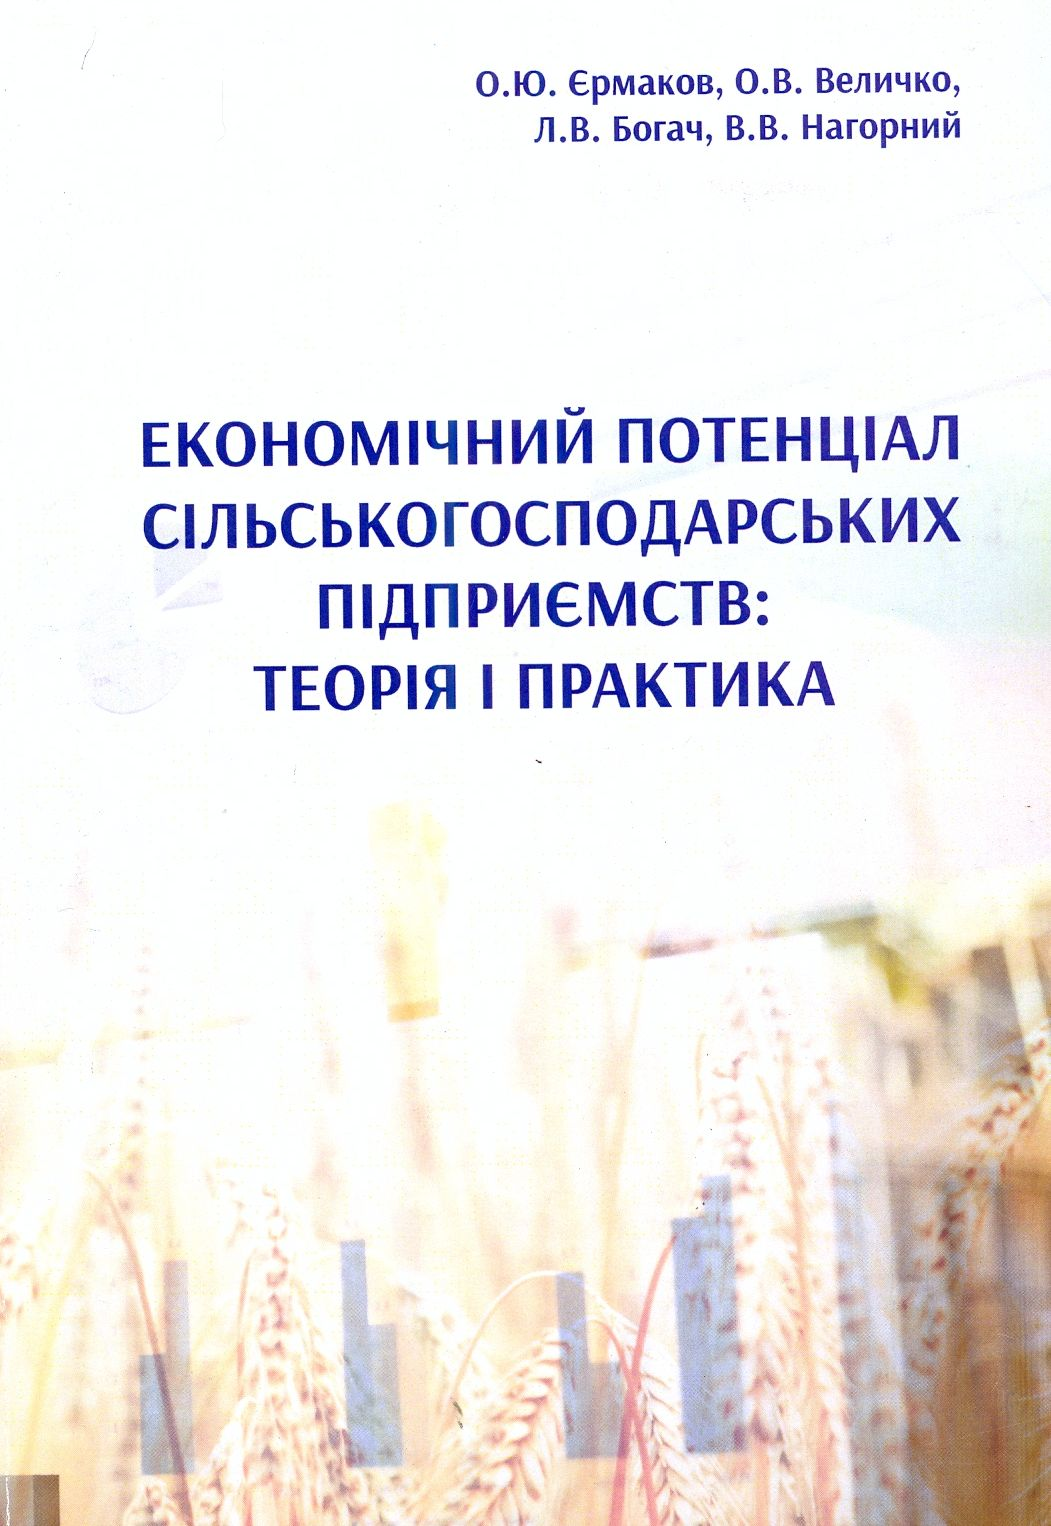 О.Ю. Єрмаков, О.В. Величко,
Л.В. Богач, В.В. Нагорний
ЕКОНОМІЧНИЙ ПОТЕНЦІАЛ
СІЛЬСЬКОГОСПОДАРСЬКИХ
ПІДПРИЄМСТВ:
ТЕОРІЯ І ПРАКТИКА